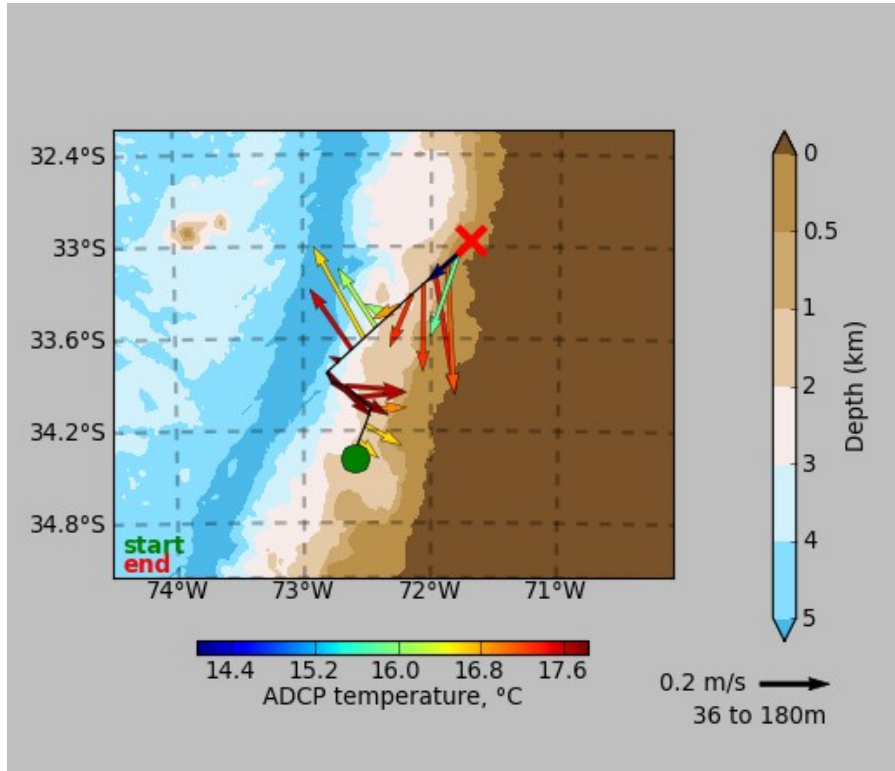 32.4°S
33°S
33.6°S
34.2°S
34.8°S
start
end
74°W 73°W 72°W 71°W
0
0.5
1
2
3
4
5
Depth (km)
14.4 15.2 16.0 16.8 17.6
ADCP temperature, °C
0.2 m/s
36 to 180m